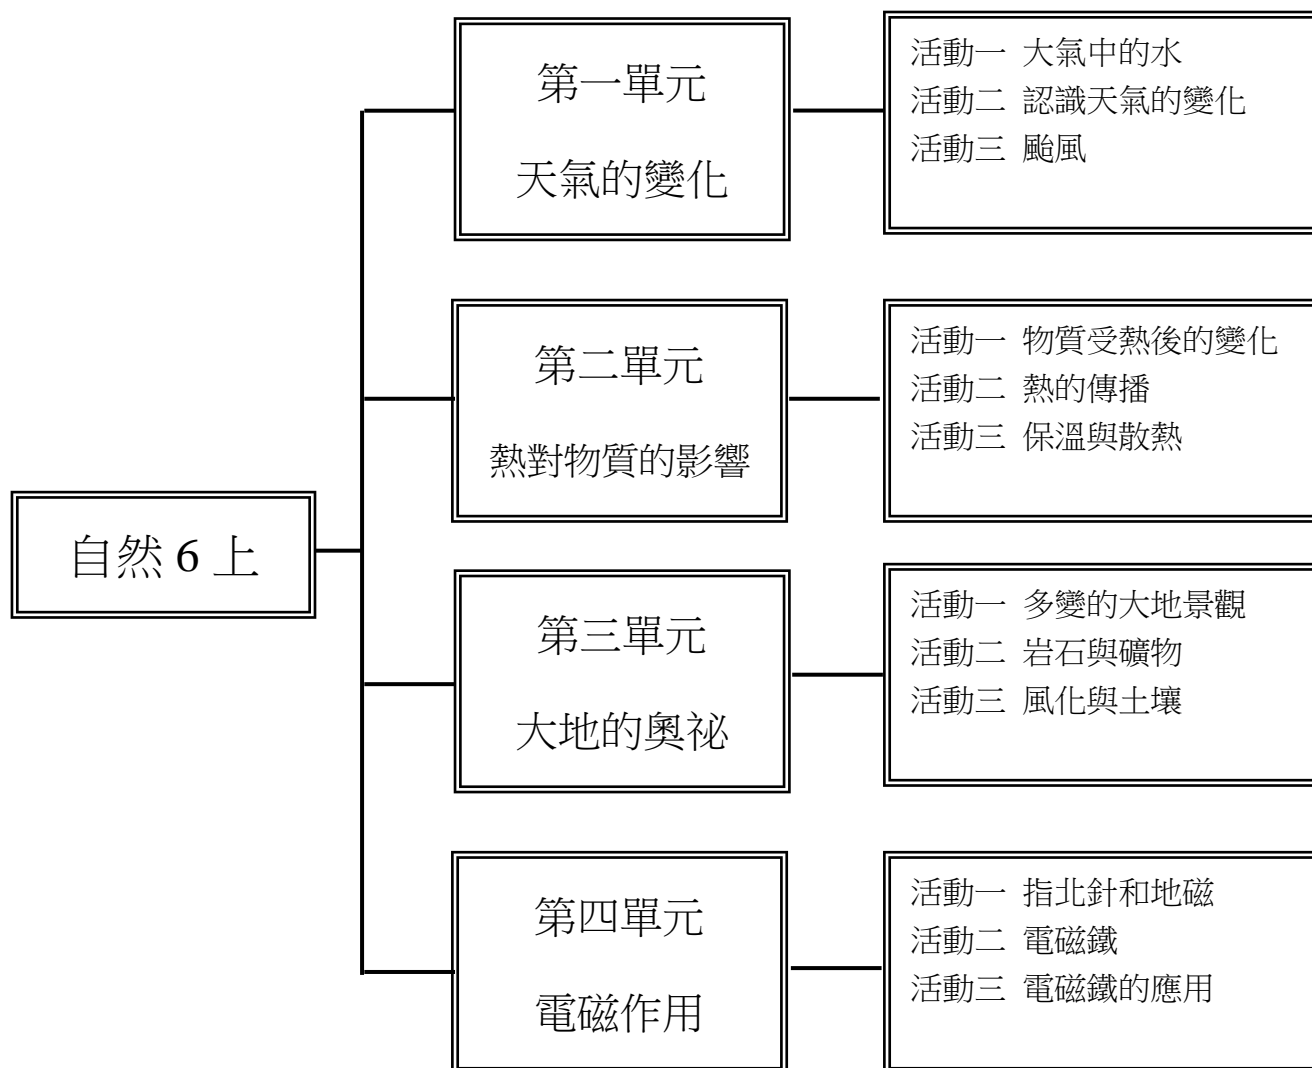 自然 6 上
第一單元
天氣的變化
活動一 大氣中的水
活動二 認識天氣的變化
活動三 颱風
第二單元
熱對物質的影響
活動一 物質受熱後的變化
活動二 熱的傳播
活動三 保溫與散熱
第三單元
大地的奧祕
活動一 多變的大地景觀
活動二 岩石與礦物
活動三 風化與土壤
第四單元
電磁作用
活動一 指北針和地磁
活動二 電磁鐵
活動三 電磁鐵的應用